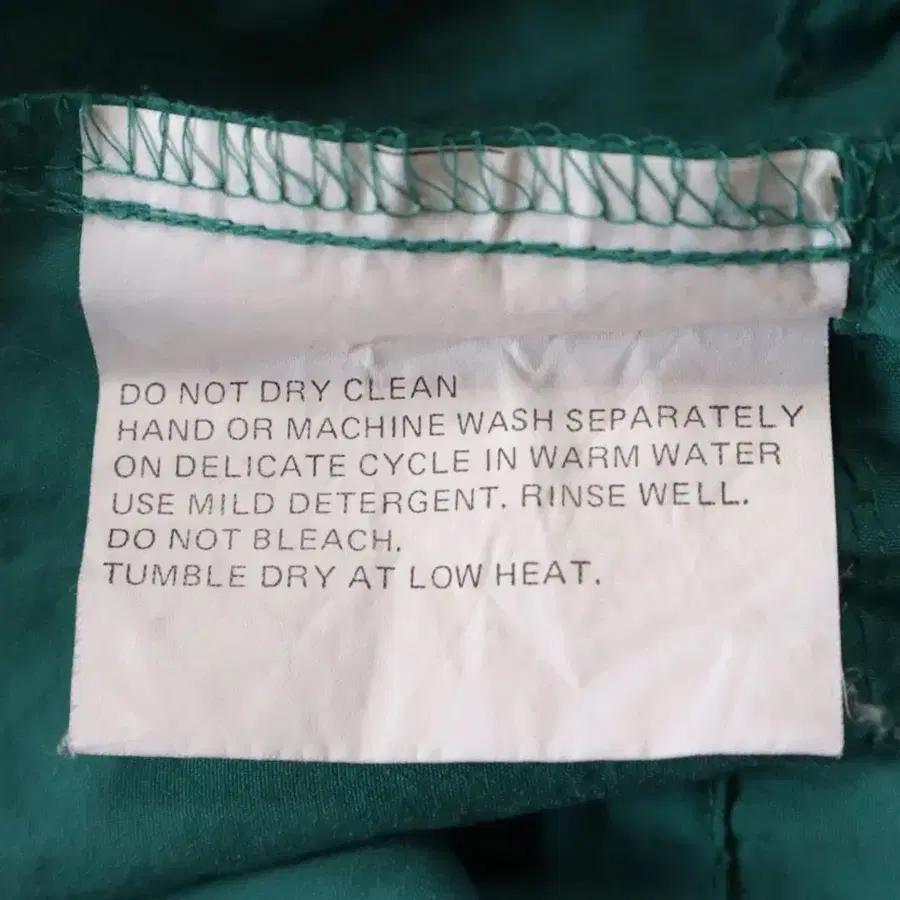 DO NOT DRY CLEAN
HAND OR MACHINE WASH SEPARATELY
ON DELICATE CYCLE IN WARM WATER
USE MILD DETERGENT. RINSE WELL.
DO NOT BLEACH.
TUMBLE DRY AT LOW HEAT.